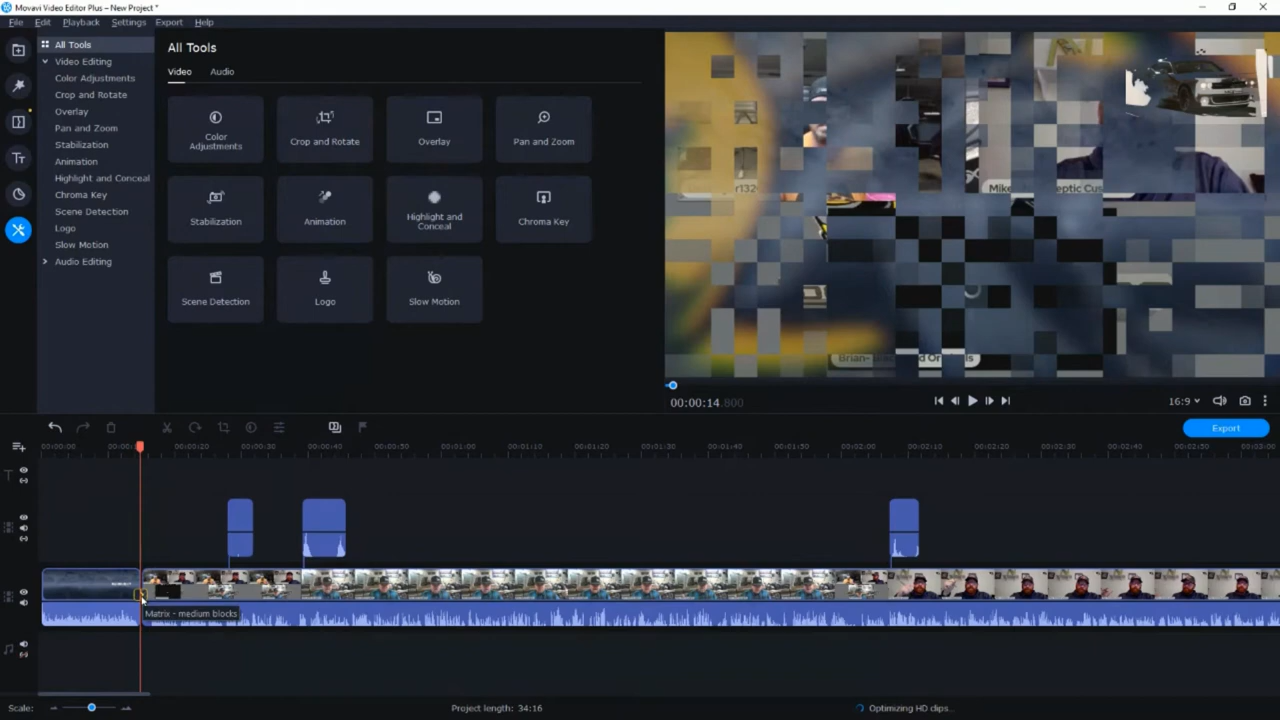 Movavi Video Editor Plus – New Project *
File Edit Playback Settings Export Help
All Tools
Video Editing
Color Adjustments
Crop and Rotate
Overlay
Pan and Zoom
Stabilization
Animation
Highlight and Conceal
Chroma Key
Scene Detection
Logo
Slow Motion
Audio Editing
All Tools
Video Audio
Color Adjustments
Crop and Rotate
Overlay
Pan and Zoom
Stabilization
Animation
Highlight and Conceal
Chroma Key
Scene Detection
Logo
Slow Motion
Mike
eptic Cus
Brian-
00:00:14.800
16:9
Export
00:00:00 00:00:20 00:00:30 00:00:40 00:00:50 00:01:00 00:01:10 00:01:20 00:01:30 00:01:40 00:01:50 00:02:00 00:02:10 00:02:20 00:02:30 00:02:40 00:02:50 00:03:00
Matrix - medium blocks
Scale:
Project length: 34:16
Optimizing HD clips...